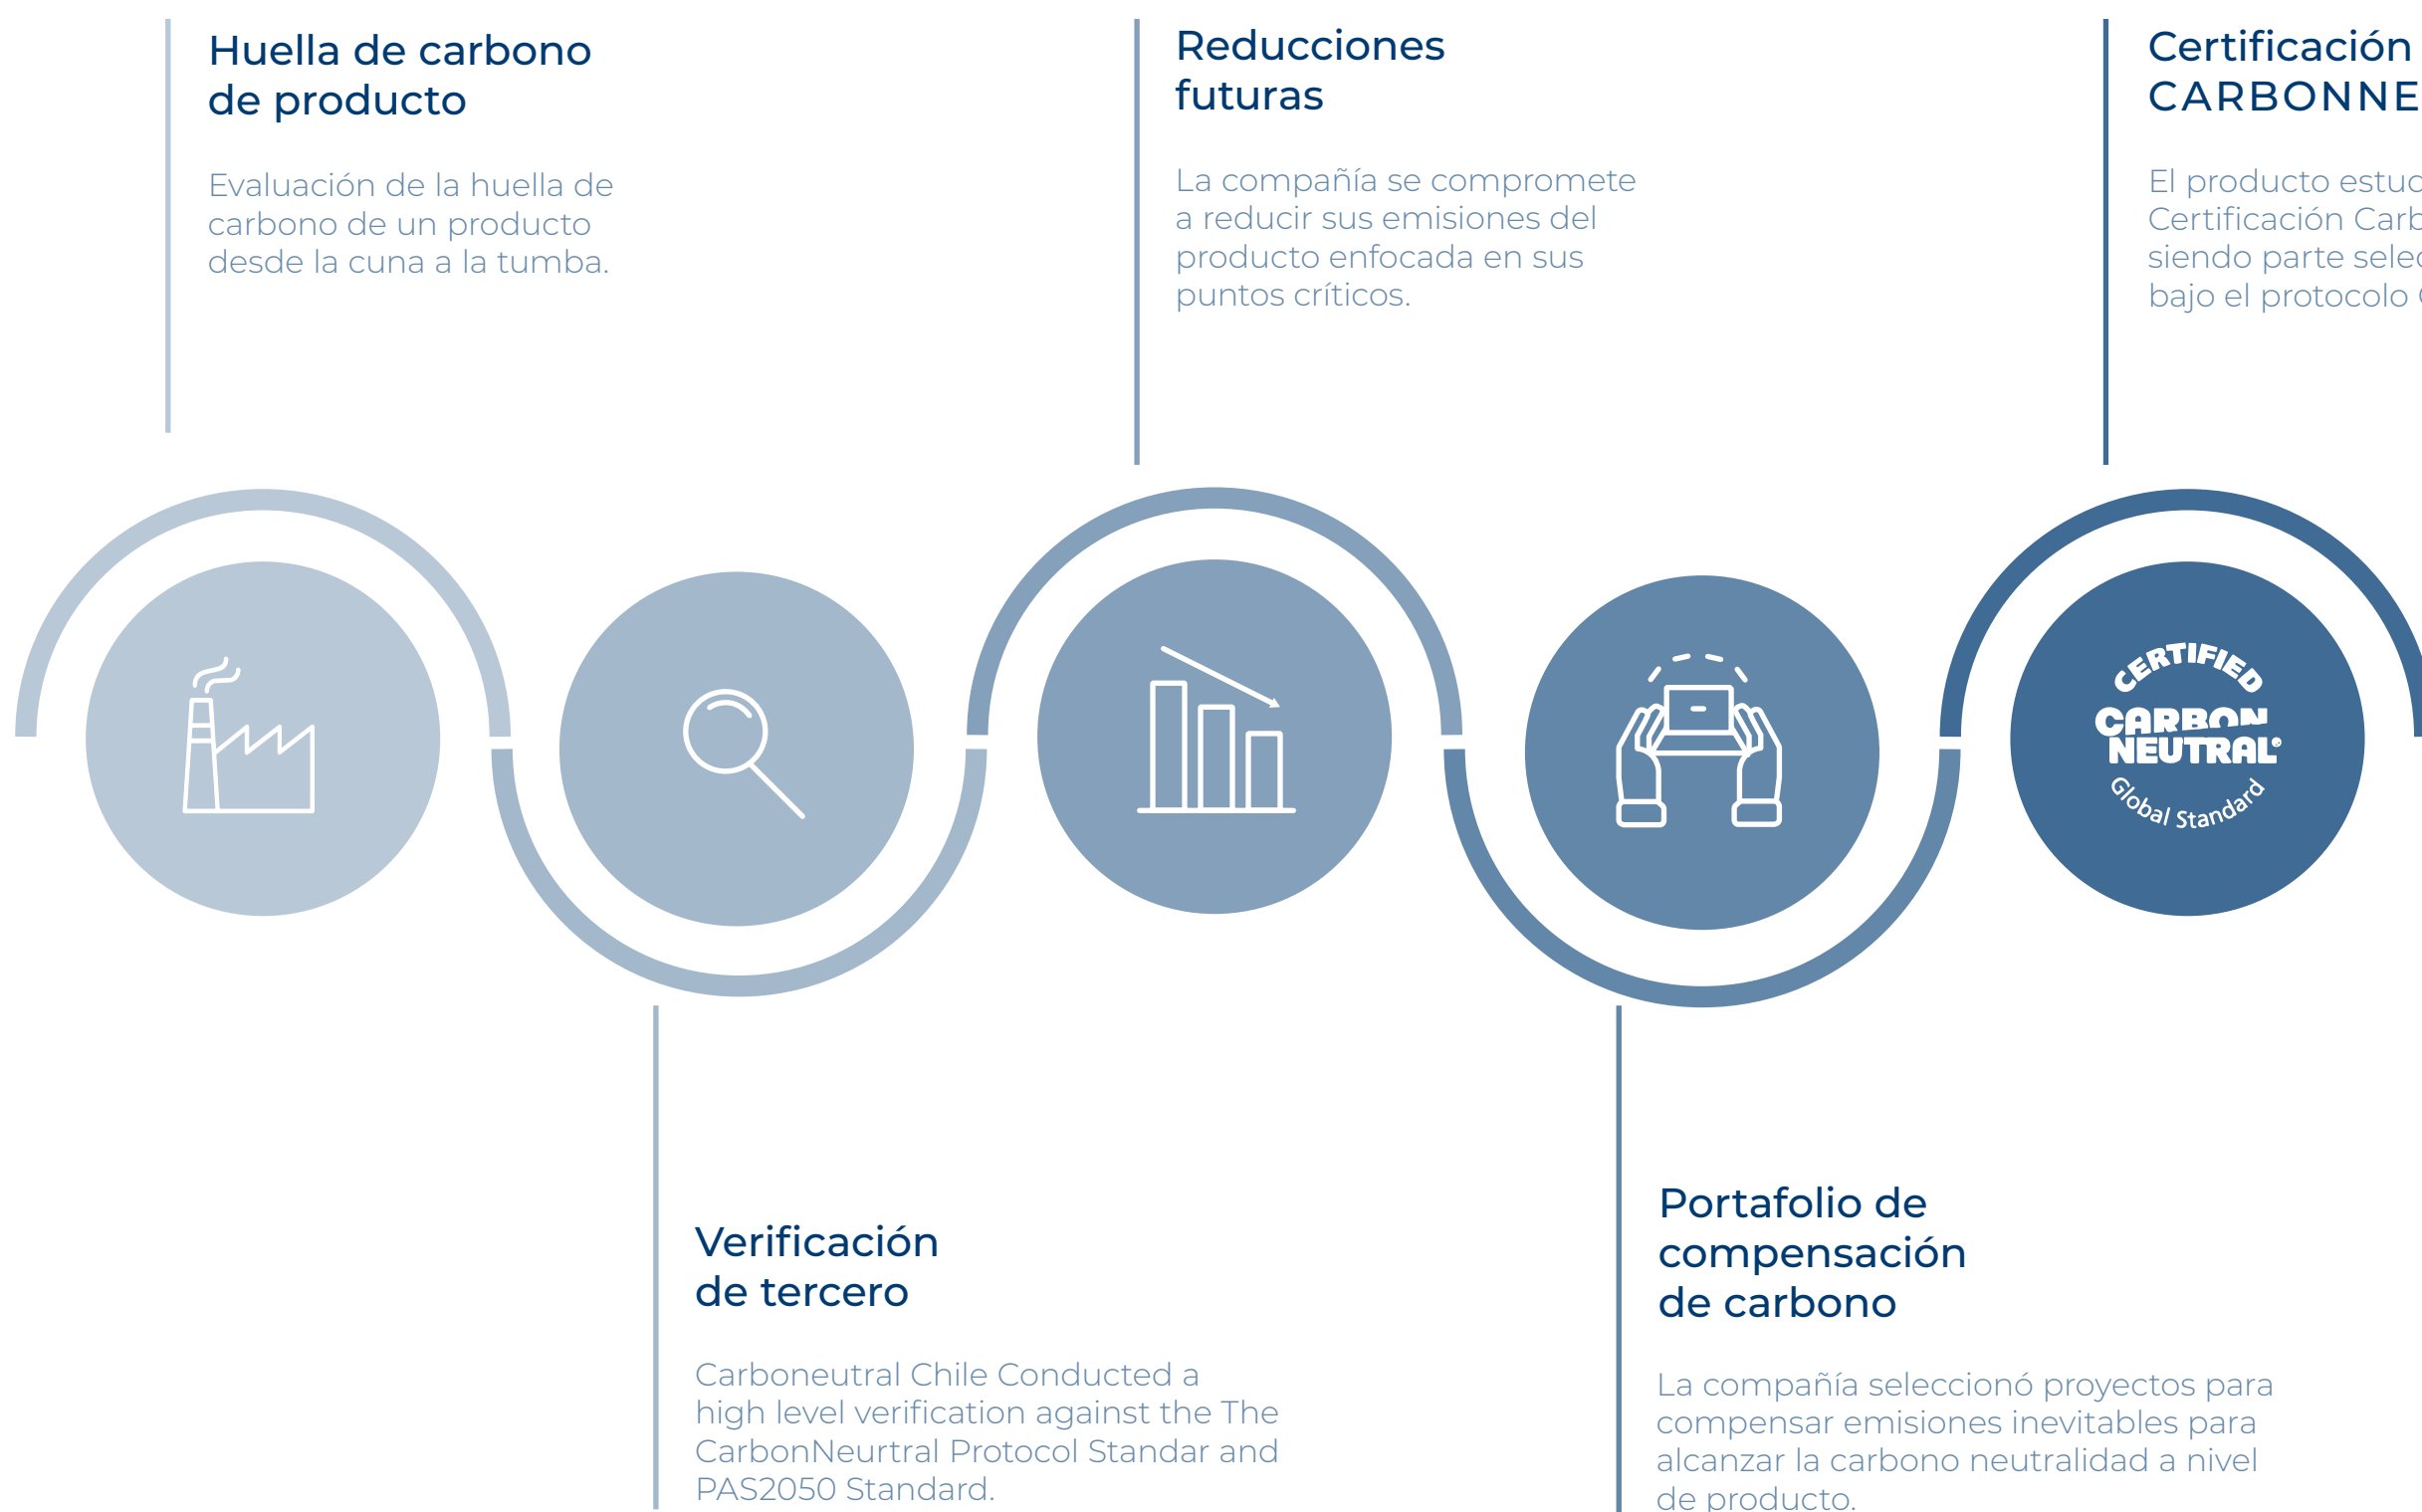 Huella de carbono
de producto
Evaluación de la huella de
carbono de un producto
desde la cuna a la tumba.
Reducciones
futuras
La compañía se compromete
a reducir sus emisiones del
producto enfocada en sus
puntos críticos.
Certificación
El producto
Certificación
siendo parte
bajo el protocolo
CERTIFIED
CARBON
NEUTRAL®
Global Standard
Verificación
de tercero
Carboneutral Chile Conducted a
high level verification against the The
CarbonNeurtral Protocol Standar and
PAS2050 Standard.
Portafolio de
compensación
de carbono
La compañía seleccionó proyectos para
compensar emisiones inevitables para
alcanzar la carbono neutralidad a nivel
de producto.